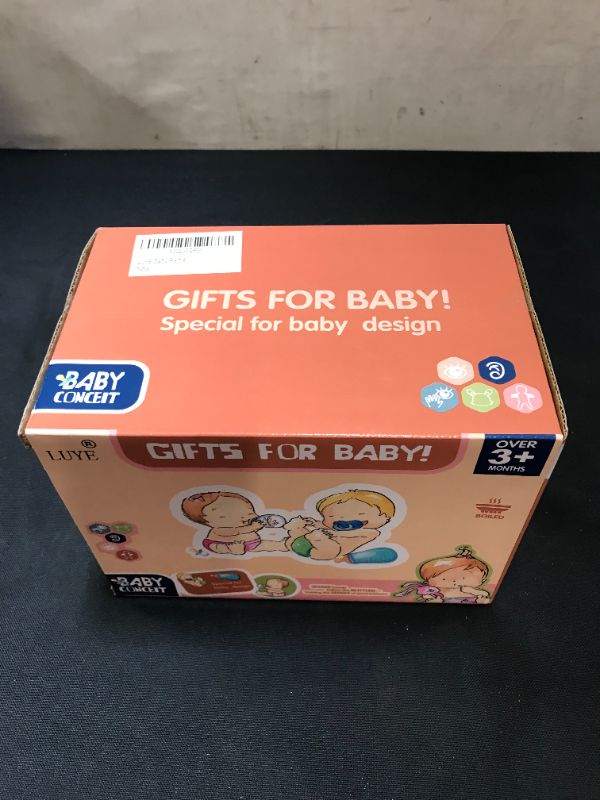 GIFTS FOR BABY!
Special for baby design
BABY
CONCEIT
LUYE®
GIFTS FOR BABY!
OVER
3+
MONTHS
BOILED
BABY
CONCEIT